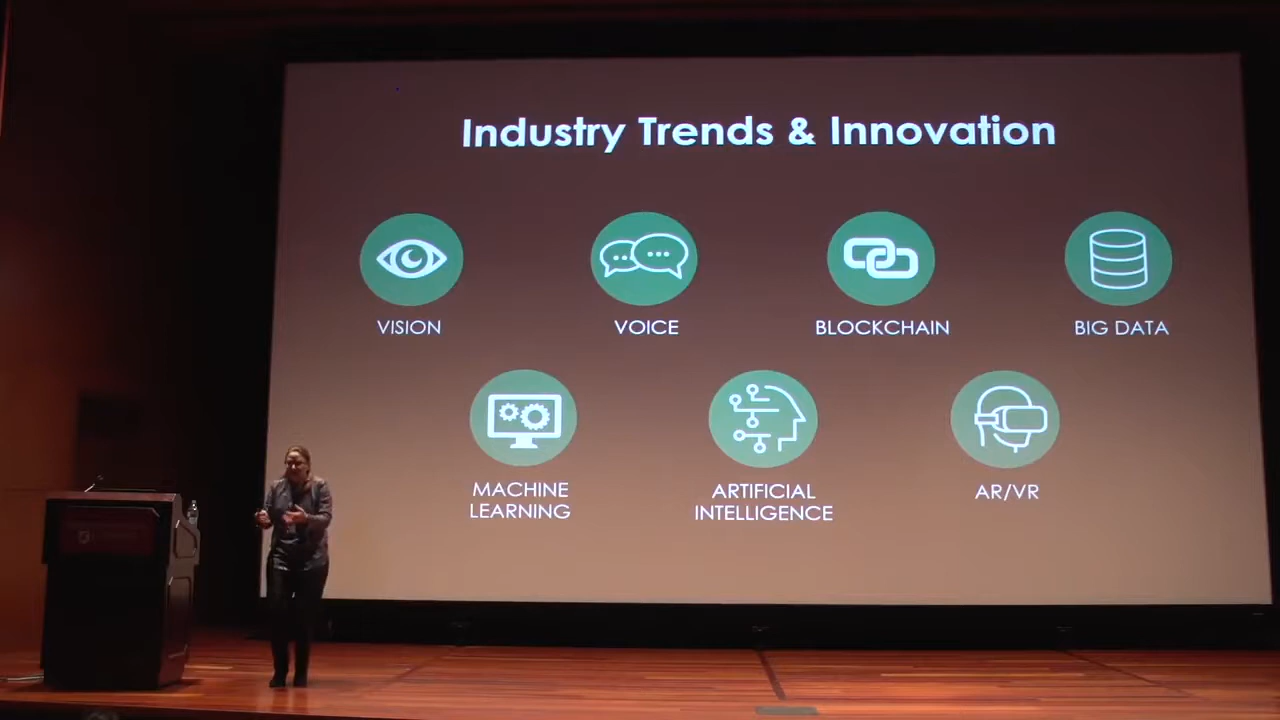 Industry Trends & Innovation
VISION
VOICE
BLOCKCHAIN
BIG DATA
MACHINE
LEARNING
ARTIFICIAL
INTELLIGENCE
AR/VR